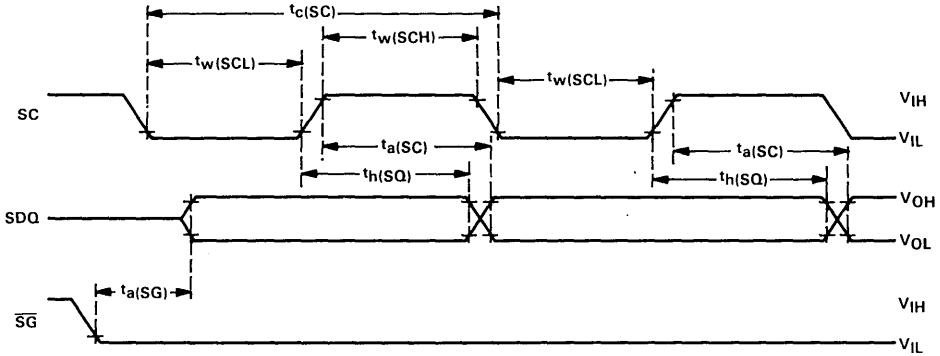 tc(SC)
tw(SCH)
tw(SCL)
tw(SCL)
SC
VIH
VIL
ta(SC)
ta(SC)
th(SQ)
th(SQ)
SDQ
VOH
VOL
ta(SG)
SG
VIH
VIL